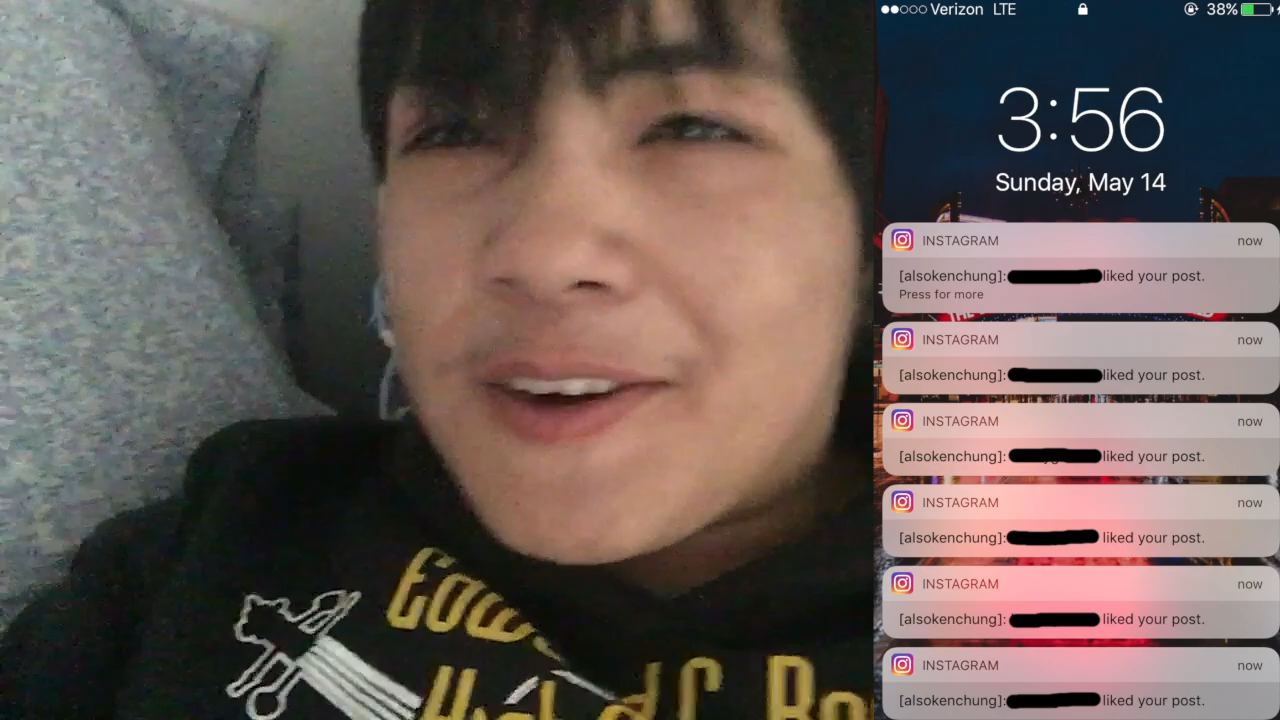 Verizon LTE
38%
3:56
Sunday, May 14
INSTAGRAM now
[alsokenchung]: liked your post.
Press for more
INSTAGRAM now
[alsokenchung]: liked your post.
INSTAGRAM now
[alsokenchung]: liked your post.
INSTAGRAM now
[alsokenchung]: liked your post.
INSTAGRAM now
[alsokenchung]: liked your post.
INSTAGRAM now
[alsokenchung]: liked your post.